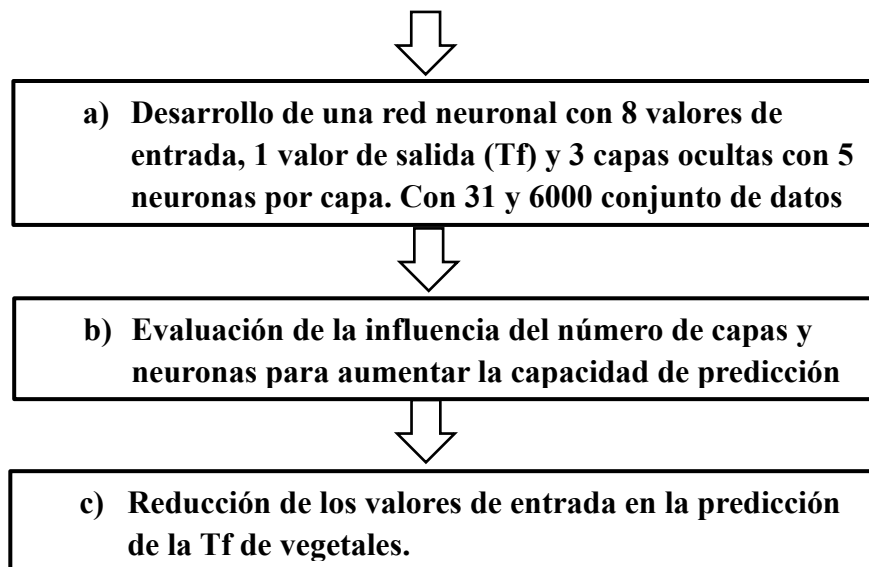 a) Desarrollo de una red neuronal con 8 valores de
entrada, 1 valor de salida (Tf) y 3 capas ocultas con 5
neuronas por capa. Con 31 y 6000 conjunto de datos
b) Evaluación de la influencia del número de capas y
neuronas para aumentar la capacidad de predicción
c) Reducción de los valores de entrada en la predicción
de la Tf de vegetales.